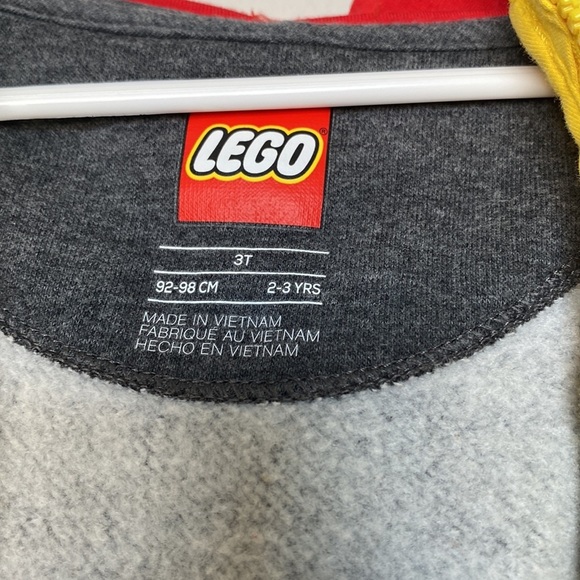 LEGO
3T
92-98 CM 2-3 YRS
MADE IN VIETNAM
FABRIQUÉ AU VIETNAM
HECHO EN VIETNAM